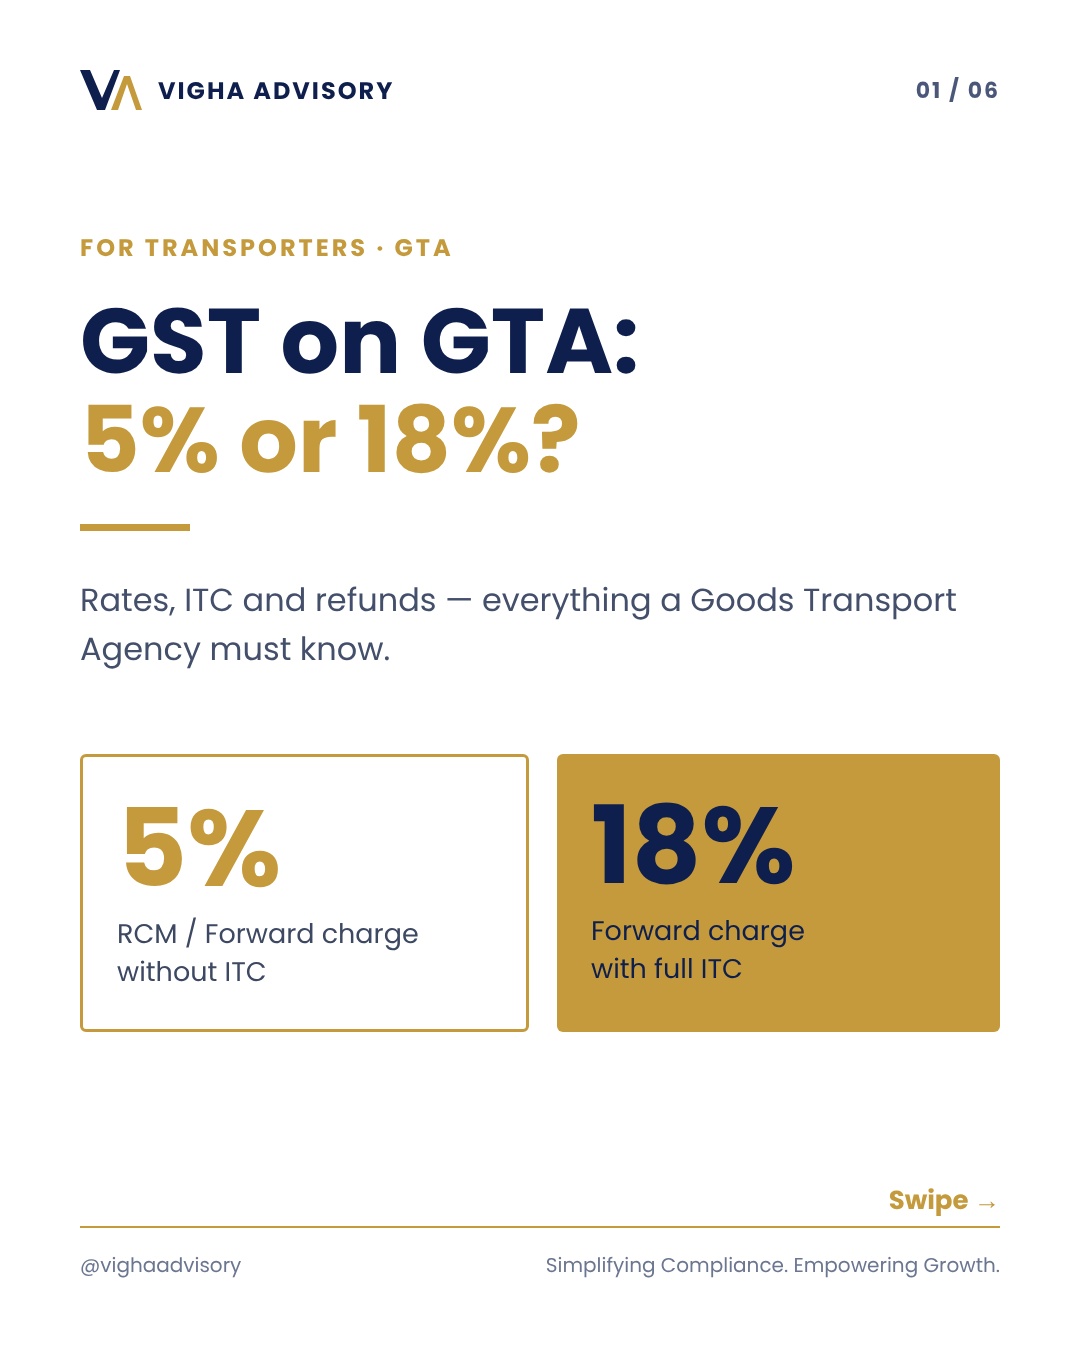 VIGHA ADVISORY
01 / 06
FOR TRANSPORTERS · GTA
GST on GTA:
5% or 18%?
Rates, ITC and refunds — everything a Goods Transport
Agency must know.
5%
RCM / Forward charge
without ITC
18%
Forward charge
with full ITC
Swipe →
@vighaadvisory
Simplifying Compliance. Empowering Growth.